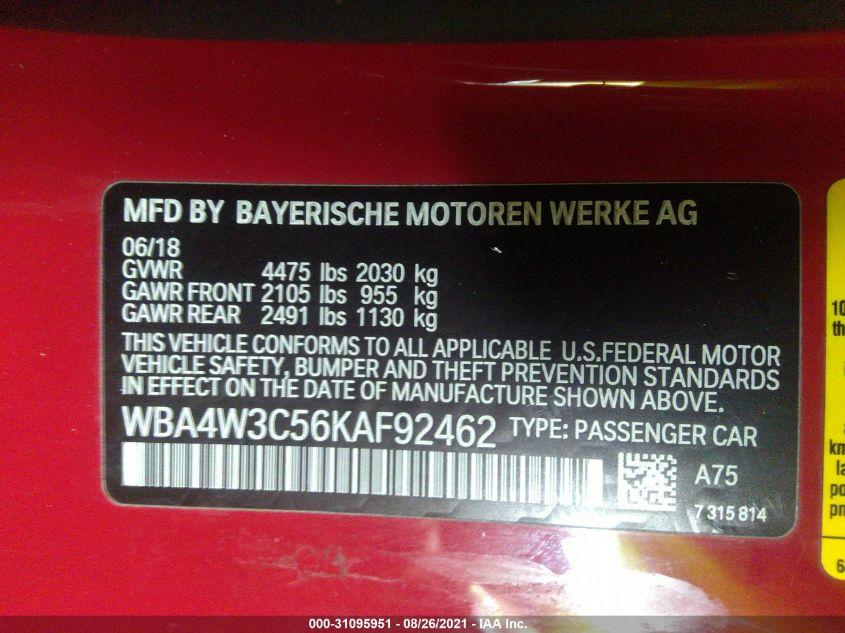 MFD BY BAYERISCHE MOTOREN WERKE AG
06/18
GVWR 4475 lbs 2030 kg
GAWR FRONT 2105 lbs 955 kg
GAWR REAR 2491 lbs 1130 kg
THIS VEHICLE CONFORMS TO ALL APPLICABLE U.S.FEDERAL MOTOR
VEHICLE SAFETY, BUMPER AND THEFT PREVENTION STANDARDS
IN EFFECT ON THE DATE OF MANUFACTURE SHOWN ABOVE.
WBA4W3C56KAF92462 TYPE: PASSENGER CAR
A75
7 315 814
000-31095951 - 08/26/2021 - IAA Inc.